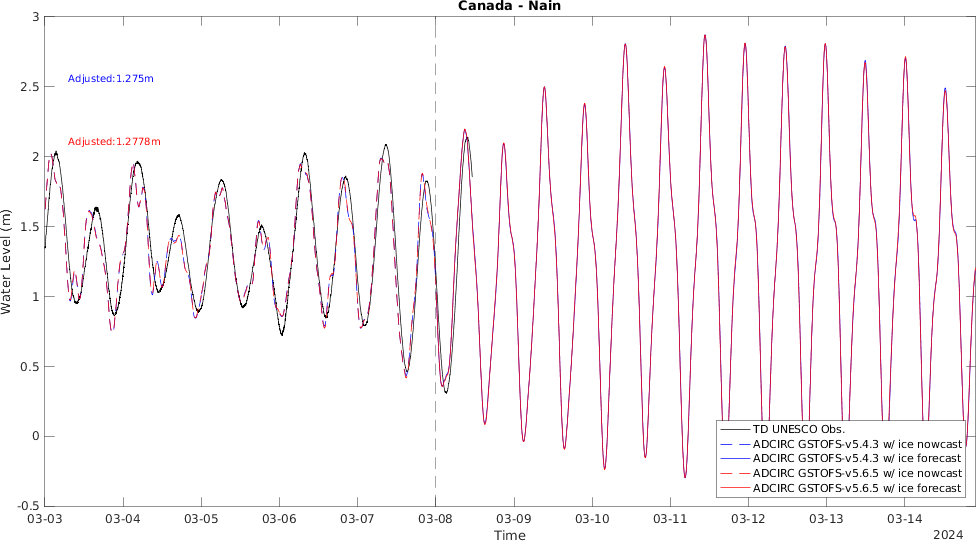 Canada - Nain
3
2.5
2
1.5
1
0.5
0
-0.5
Water Level (m)
Adjusted:1.275m
Adjusted:1.2778m
TD UNESCO Obs.
ADCIRC GSTOFS-v5.4.3 w/ ice nowcast
ADCIRC GSTOFS-v5.4.3 w/ ice forecast
ADCIRC GSTOFS-v5.6.5 w/ ice nowcast
ADCIRC GSTOFS-v5.6.5 w/ ice forecast
03-03 03-04 03-05 03-06 03-07 03-08 03-09 03-10 03-11 03-12 03-13 03-14
Time
2024